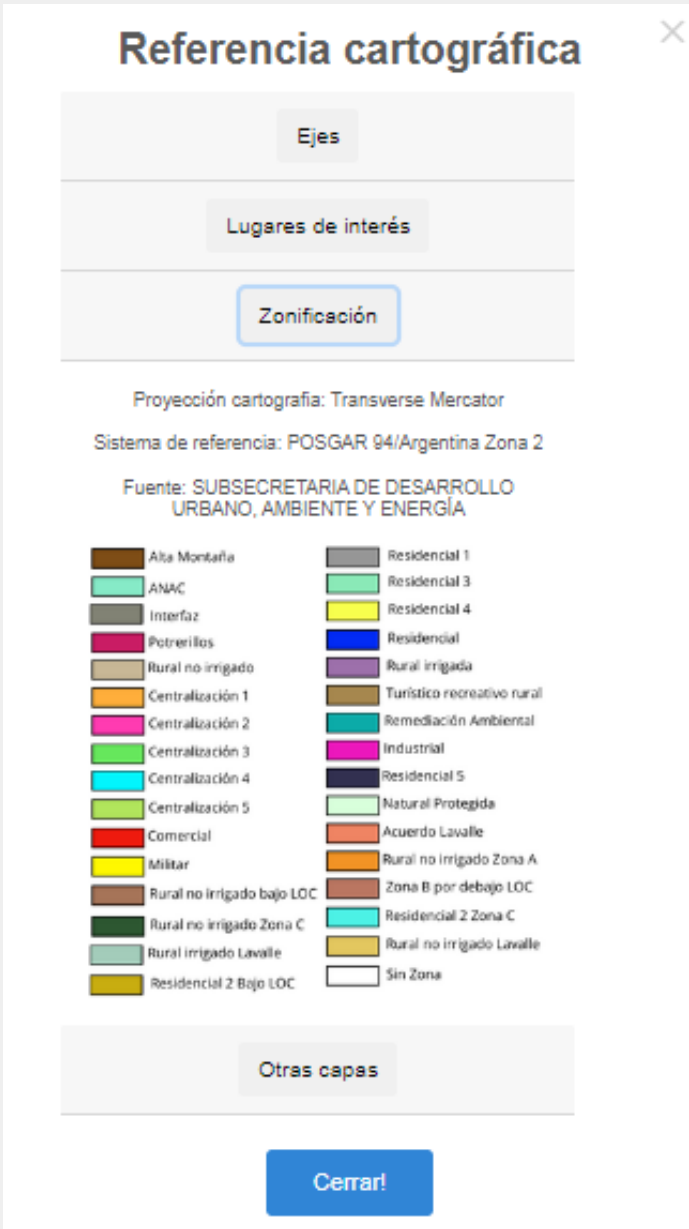 Referencia cartográfica
Ejes
Lugares de interés
Zonificación
Proyección cartografia: Transverse Mercator
Sistema de referencia: POSGAR 94/Argentina Zona 2
Fuente: SUBSECRETARIA DE DESARROLLO
URBANO, AMBIENTE Y ENERGÍA
Alta Montaña
ANAC
Interfaz
Potrerillos
Rural no irrigado
Centralización 1
Centralización 2
Centralización 3
Centralización 4
Centralización 5
Comercial
Militar
Rural no irrigado bajo LOC
Rural no irrigado Zona C
Rural irrigado Lavalle
Residencial 2 Bajo LOC
Residencial 1
Residencial 3
Residencial 4
Residencial
Rural irrigada
Turístico recreativo rural
Remediación Ambiental
Industrial
Residencial 5
Natural Protegida
Acuerdo Lavalle
Rural no irrigado Zona A
Zona B por debajo LOC
Residencial 2 Zona C
Rural no irrigado Lavalle
Sin Zona
Otras capas
Cerrar!